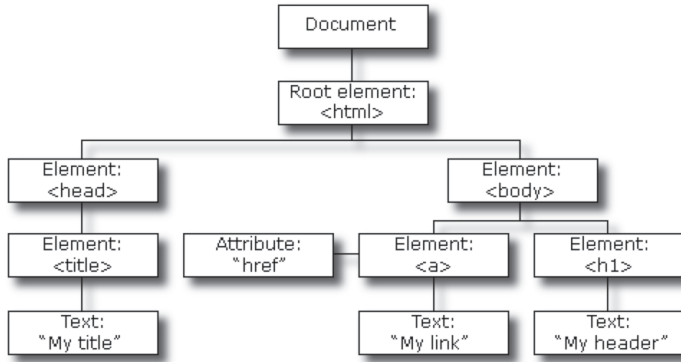 Document
Root element:
<html>
Element:
<head>
Element:
<body>
Element:
<title>
Attribute:
“href”
Element:
<a>
Element:
<h1>
Text:
“My title”
Text:
“My link”
Text:
“My header”